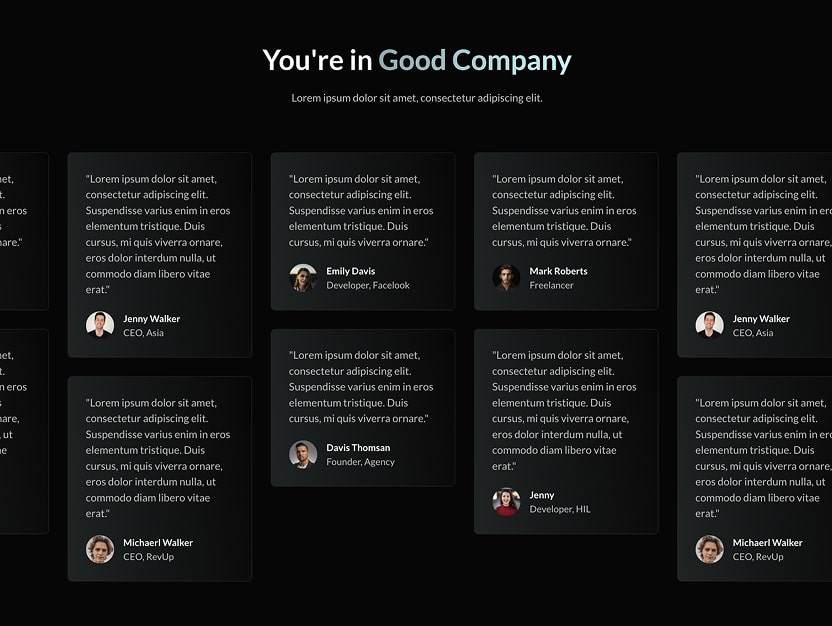 You're in Good Company
Lorem ipsum dolor sit amet, consectetur adipiscing elit.
et,
t.
n eros
s
nare."
et,
t.
n eros
s
nare,
, ut
ae
"Lorem ipsum dolor sit amet,
consectetur adipiscing elit.
Suspendisse varius enim in eros
elementum tristique. Duis
cursus, mi quis viverra ornare,
eros dolor interdum nulla, ut
commodo diam libero vitae
erat."
Jenny Walker
CEO, Asia
"Lorem ipsum dolor sit amet,
consectetur adipiscing elit.
Suspendisse varius enim in eros
elementum tristique. Duis
cursus, mi quis viverra ornare,
eros dolor interdum nulla, ut
commodo diam libero vitae
erat."
Michaerl Walker
CEO, RevUp
"Lorem ipsum dolor sit amet,
consectetur adipiscing elit.
Suspendisse varius enim in eros
elementum tristique. Duis
cursus, mi quis viverra ornare."
Emily Davis
Developer, Facelook
"Lorem ipsum dolor sit amet,
consectetur adipiscing elit.
Suspendisse varius enim in eros
elementum tristique. Duis
cursus, mi quis viverra ornare."
Davis Thomsan
Founder, Agency
"Lorem ipsum dolor sit amet,
consectetur adipiscing elit.
Suspendisse varius enim in eros
elementum tristique. Duis
cursus, mi quis viverra ornare."
Mark Roberts
Freelancer
"Lorem ipsum dolor sit amet,
consectetur adipiscing elit.
Suspendisse varius enim in eros
elementum tristique. Duis
cursus, mi quis viverra ornare,
eros dolor interdum nulla, ut
commodo diam libero vitae
erat."
Jenny
Developer, HIL
"Lorem ipsum dolor sit amet,
consectetur adipiscing elit.
Suspendisse varius enim in ero
elementum tristique. Duis
cursus, mi quis viverra ornare,
eros dolor interdum nulla, ut
commodo diam libero vitae
erat."
Jenny Walker
CEO, Asia
"Lorem ipsum dolor sit amet,
consectetur adipiscing elit.
Suspendisse varius enim in ero
elementum tristique. Duis
cursus, mi quis viverra ornare,
eros dolor interdum nulla, ut
commodo diam libero vitae
erat."
Michaerl Walker
CEO, RevUp